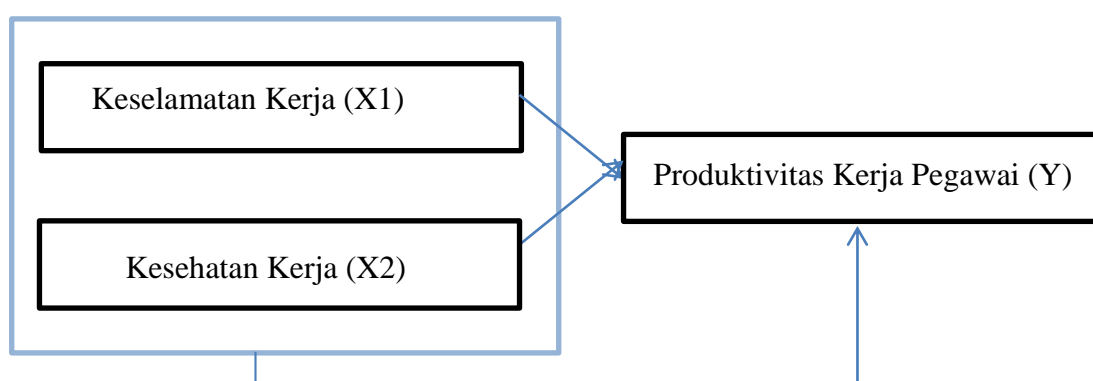 Keselamatan Kerja (X1)
Produktivitas Kerja Pegawai (Y)
Kesehatan Kerja (X2)